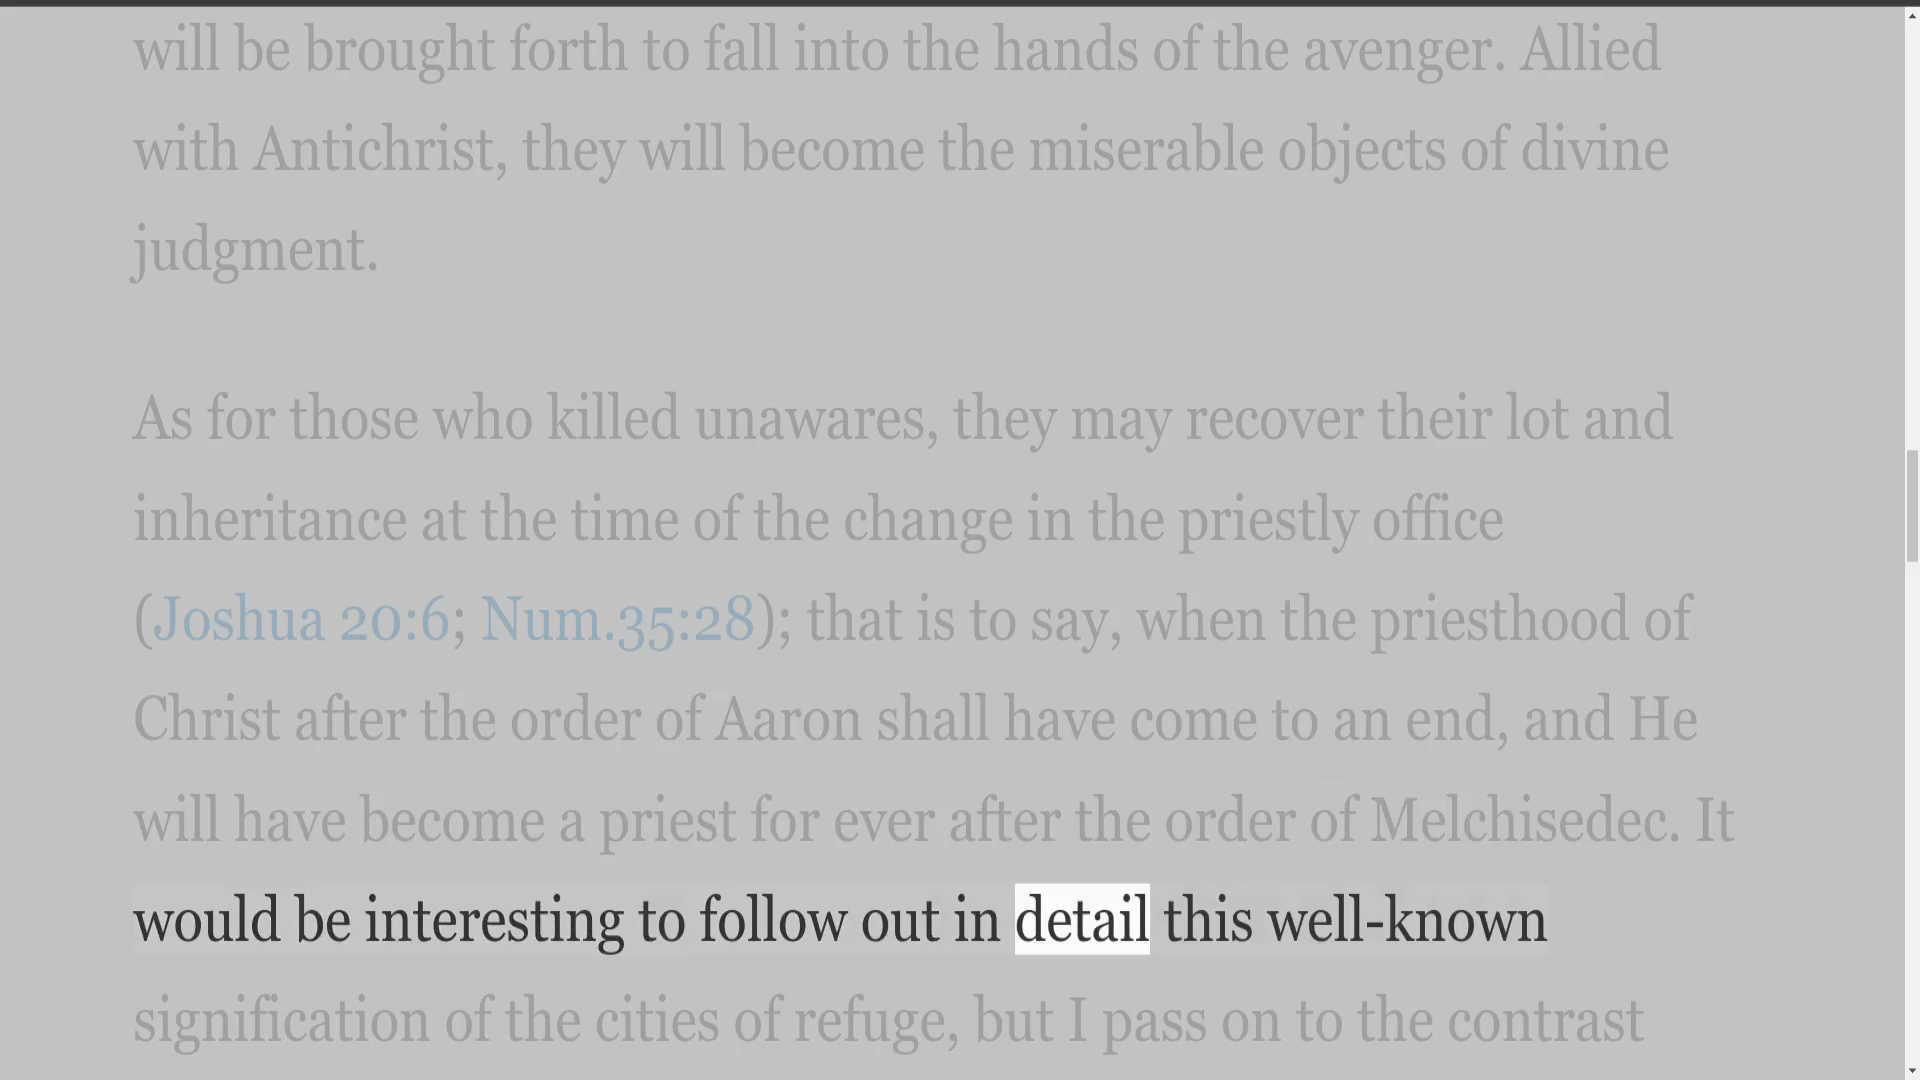 will be brought forth to fall into the hands of the avenger. Allied
with Antichrist, they will become the miserable objects of divine
judgment.
As for those who killed unawares, they may recover their lot and
inheritance at the time of the change in the priestly office
(Joshua 20:6; Num.35:28); that is to say, when the priesthood of
Christ after the order of Aaron shall have come to an end, and He
will have become a priest for ever after the order of Melchisedec. It
would be interesting to follow out in detail this well-known
signification of the cities of refuge, but I pass on to the contrast